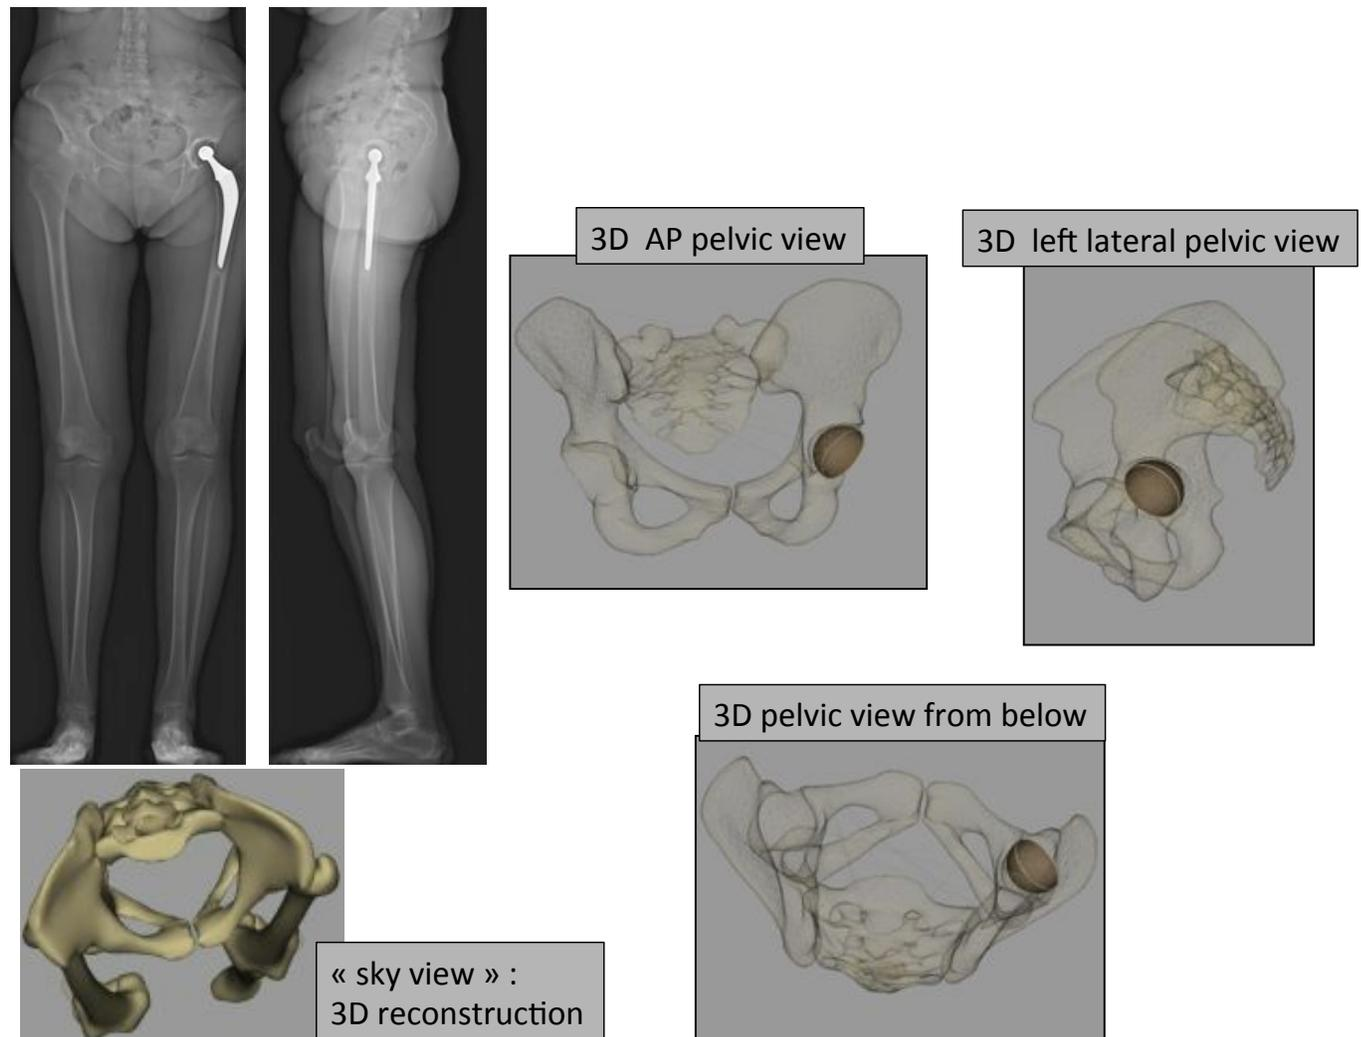 3D  AP pelvic view
3D  left lateral pelvic view
3D pelvic view from below
« sky view » :
3D reconstruction